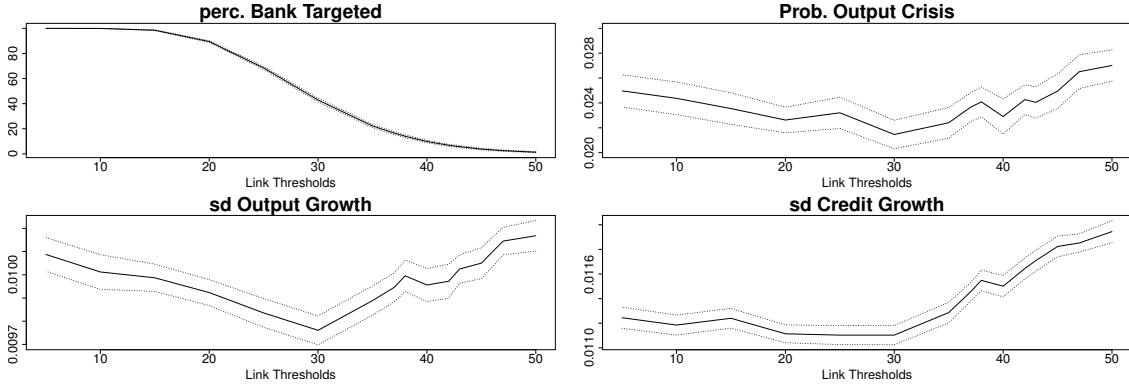 perc. Bank Targeted
0 20 40 60 80
10 20 30 40 50
Link Thresholds
Prob. Output Crisis
0.020 0.024 0.028
10 20 30 40 50
Link Thresholds
sd Output Growth
0.0097 0.0100
10 20 30 40 50
Link Thresholds
sd Credit Growth
0.0110 0.0116
10 20 30 40 50
Link Thresholds